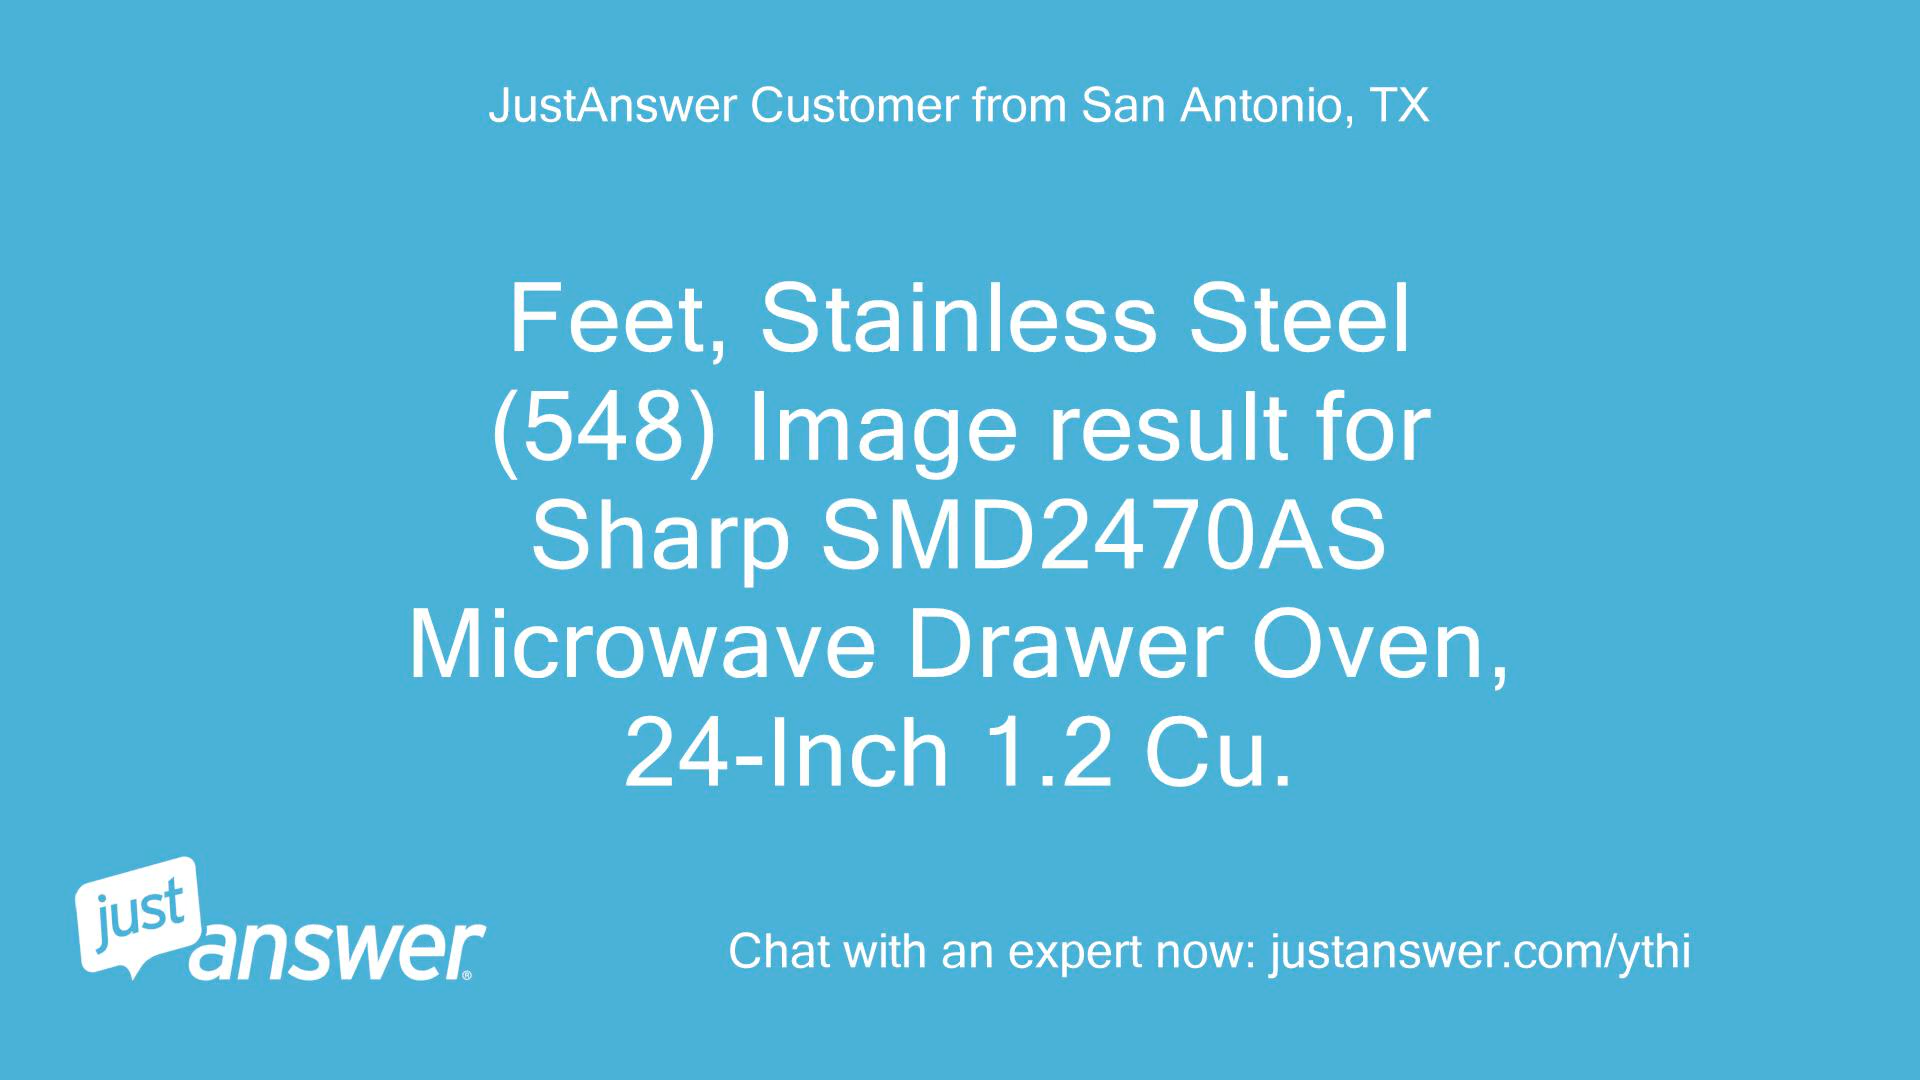 JustAnswer Customer from San Antonio, TX
Feet, Stainless Steel
(548) Image result for
Sharp SMD2470AS
Microwave Drawer Oven,
24-Inch 1.2 Cu.
just
answer®
Chat with an expert now: justanswer.com/ythi